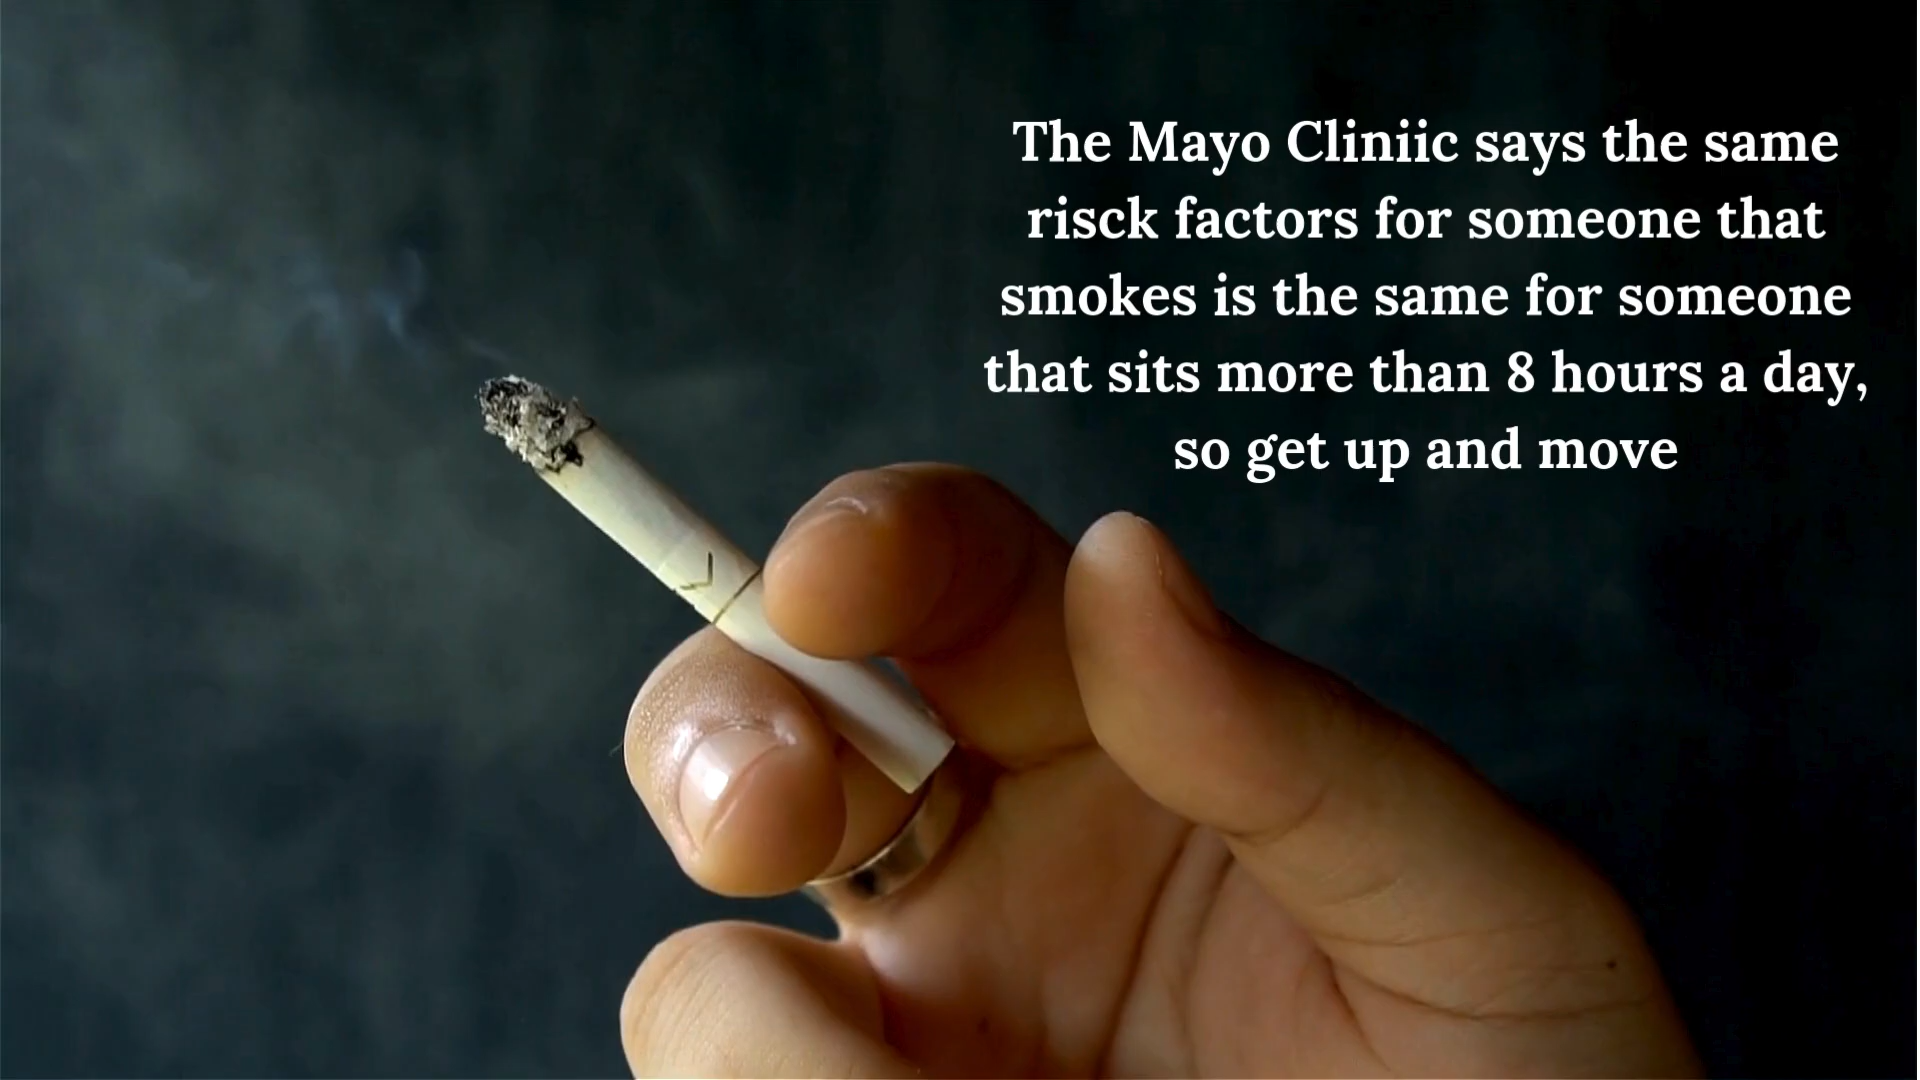 The Mayo Cliniic says the same
risck factors for someone that
smokes is the same for someone
that sits more than 8 hours a day,
so get up and move